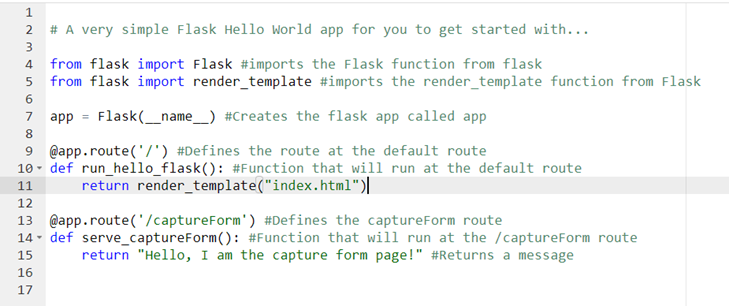 1
2 # A very simple Flask Hello World app for you to get started with...
3
4 from flask import Flask #imports the Flask function from flask
5 from flask import render_template #imports the render_template function from Flask
6
7 app = Flask(__name__) #Creates the flask app called app
8
9 @app.route('/') #Defines the route at the default route
10 def run_hello_flask(): #Function that will run at the default route
11     return render_template("index.html")
12
13 @app.route('/captureForm') #Defines the captureForm route
14 def serve_captureForm(): #Function that will run at the /captureForm route
15     return "Hello, I am the capture form page!" #Returns a message
16
17